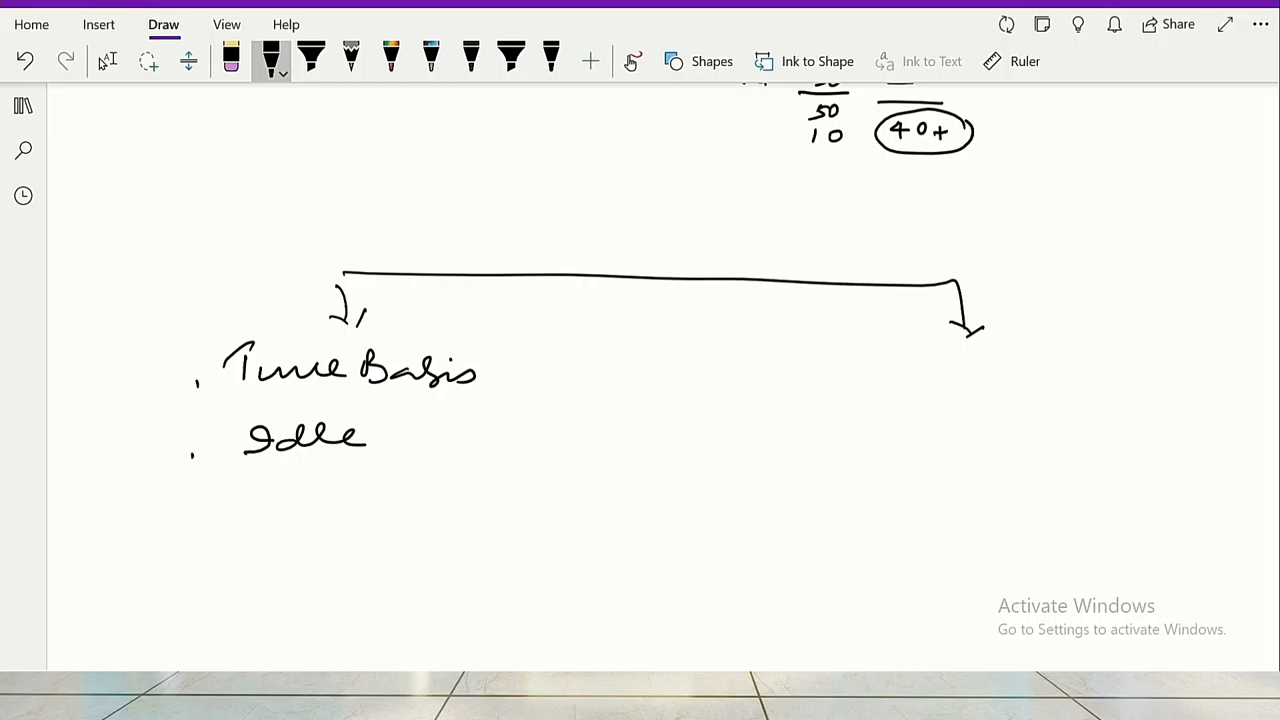 Home Insert Draw View Help Share
Shapes Ink to Shape Ink to Text Ruler
50
10 40+
Time Basis
Idle
Activate Windows
Go to Settings to activate Windows.